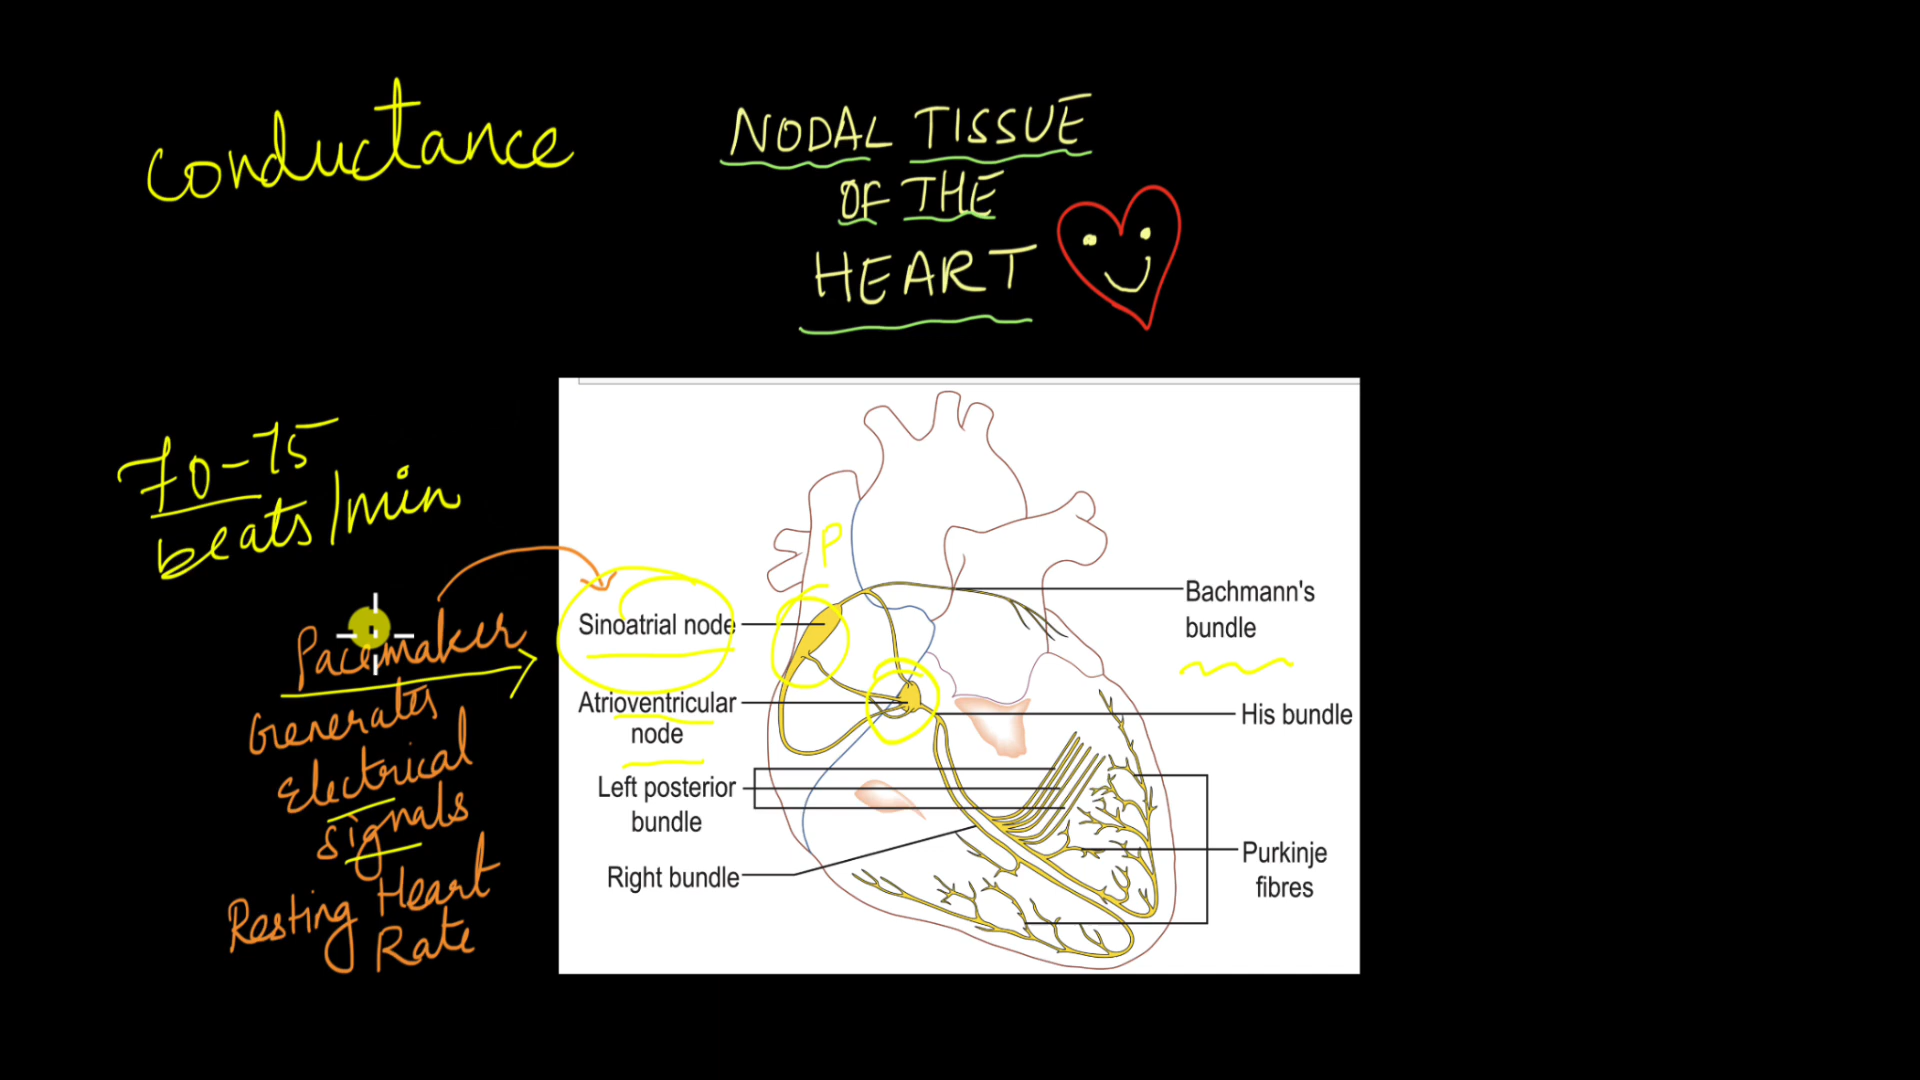 conductance
NODAL TISSUE
OF THE
HEART
70-75
beats/min
Pacemaker
Generates
Electrical
signals
Resting Heart
Rate
P
Sinoatrial node
Atrioventricular
node
Left posterior
bundle
Right bundle
Bachmann's
bundle
His bundle
Purkinje
fibres